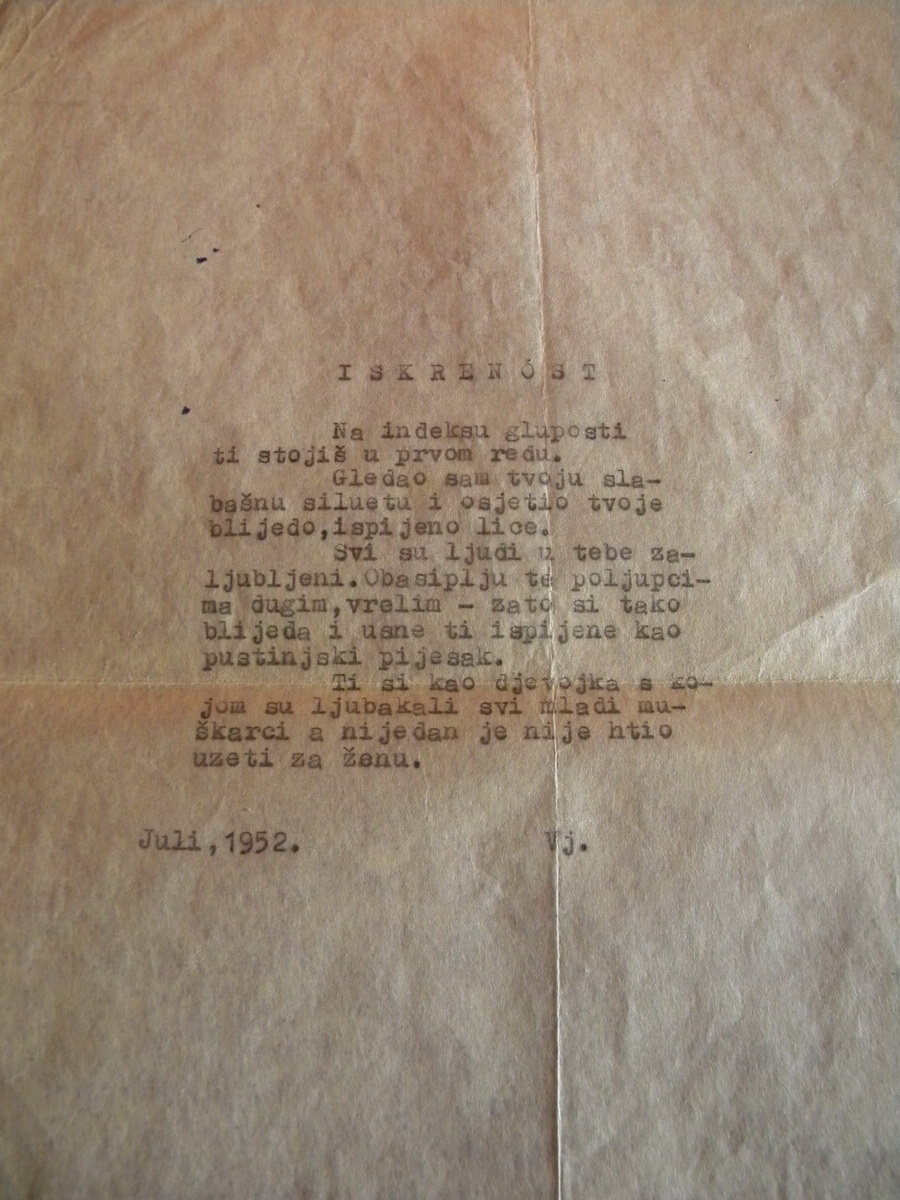 I S K R E N Ó S T
Na indeksu gluposti
ti stojiš u prvom redu.
Gledao sam tvoju sla-
bašnu siluetu i osjetio tvoje
blijedo,ispijeno lice.
Svi su ljudi u tebe za-
ljubljeni.Obasiplju te poljupci-
ma dugim,vrelim - zato si tako
blijeda i usne ti ispijene kao
pustinjski pijesak.
Ti si kao djevojka s ko-
jom su ljubakali svi mladi mu-
škarci a nijedan je nije htio
uzeti za ženu.
Juli,1952. Vj.